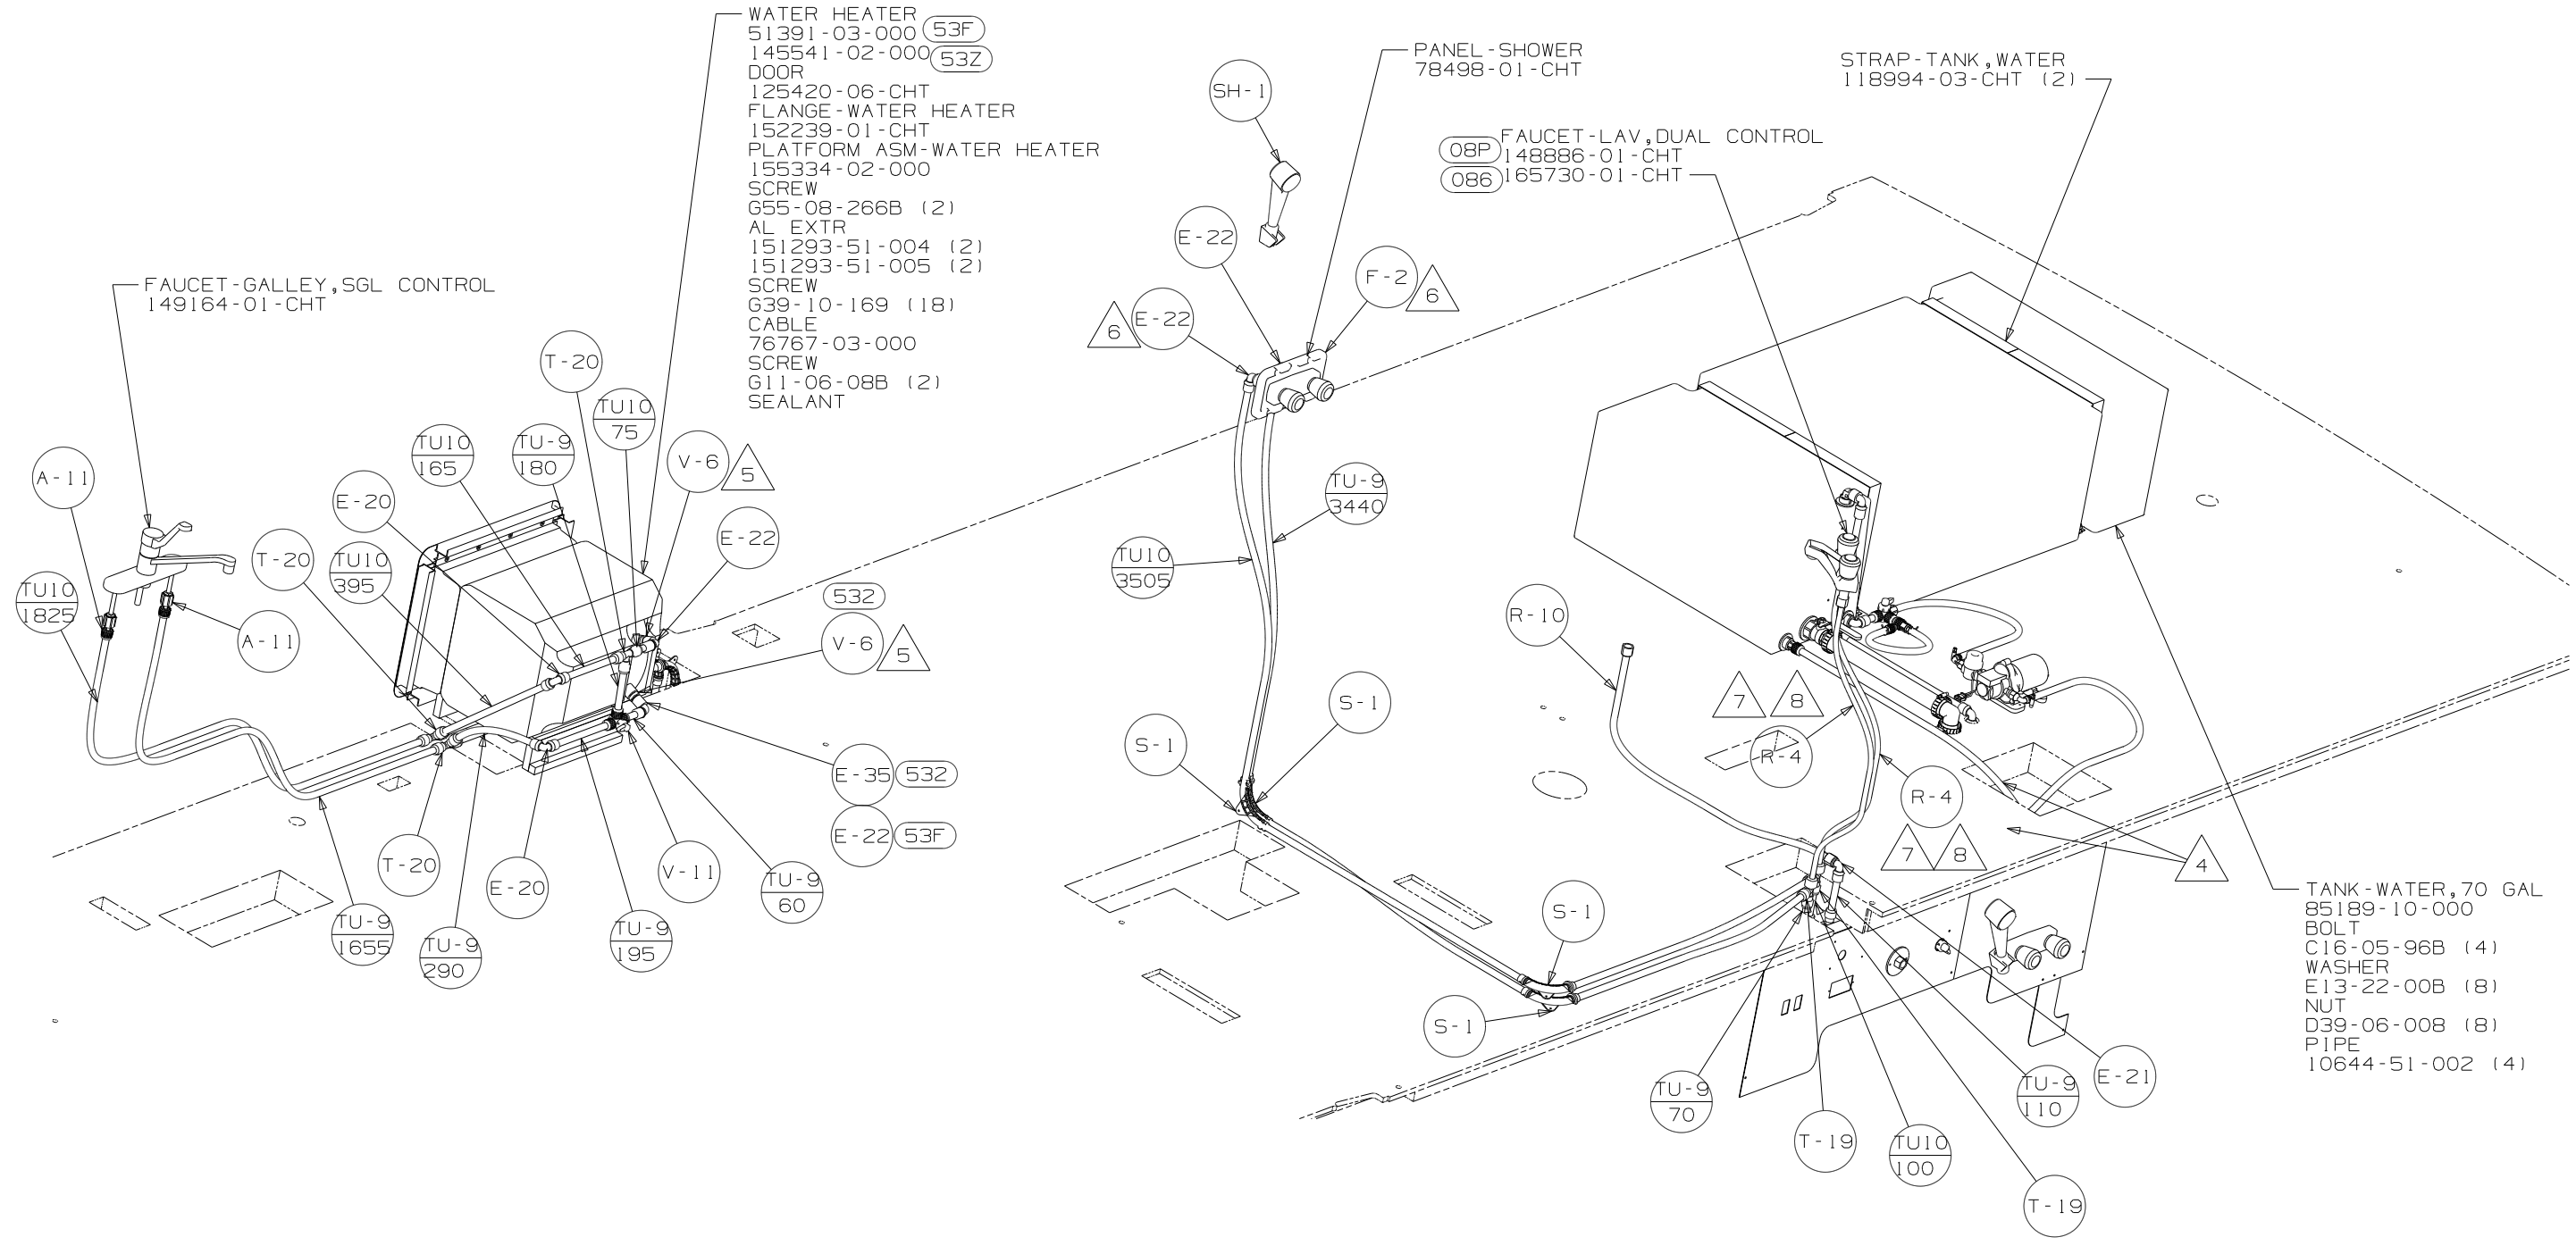 WATER HEATER
51391-03-000 53F
145541-02-000 53Z
DOOR
125420-06-CHT
FLANGE-WATER HEATER
152239-01-CHT
PLATFORM ASM-WATER HEATER
155334-02-000
SCREW
G55-08-266B (2)
AL EXTR
151293-51-004 (2)
151293-51-005 (2)
SCREW
G39-10-169 (18)
CABLE
76767-03-000
SCREW
G11-06-08B (2)
SEALANT
PANEL-SHOWER
78498-01-CHT
STRAP-TANK,WATER
118994-03-CHT (2)
FAUCET-LAV,DUAL CONTROL
08P 148886-01-CHT
086 165730-01-CHT
FAUCET-GALLEY,SGL CONTROL
149164-01-CHT
SH-1
E-22
F-2
6
6
E-22
T-20
TU10
75
TU10
165
TU-9
180
V-6
5
A-11
E-20
E-22
T-20
TU10
395
TU10
1825
A-11
532
V-6
5
TU-9
3440
TU10
3505
R-10
7
8
R-4
S-1
S-1
E-35 532
E-22 53F
R-4
7
8
4
T-20
E-20
V-11
TU-9
60
TU-9
1655
TU-9
290
TU-9
195
S-1
S-1
TANK-WATER,70 GAL
85189-10-000
BOLT
C16-05-96B (4)
WASHER
E13-22-00B (8)
NUT
D39-06-008 (8)
PIPE
10644-51-002 (4)
TU-9
70
T-19
TU10
100
TU-9
110
E-21
T-19